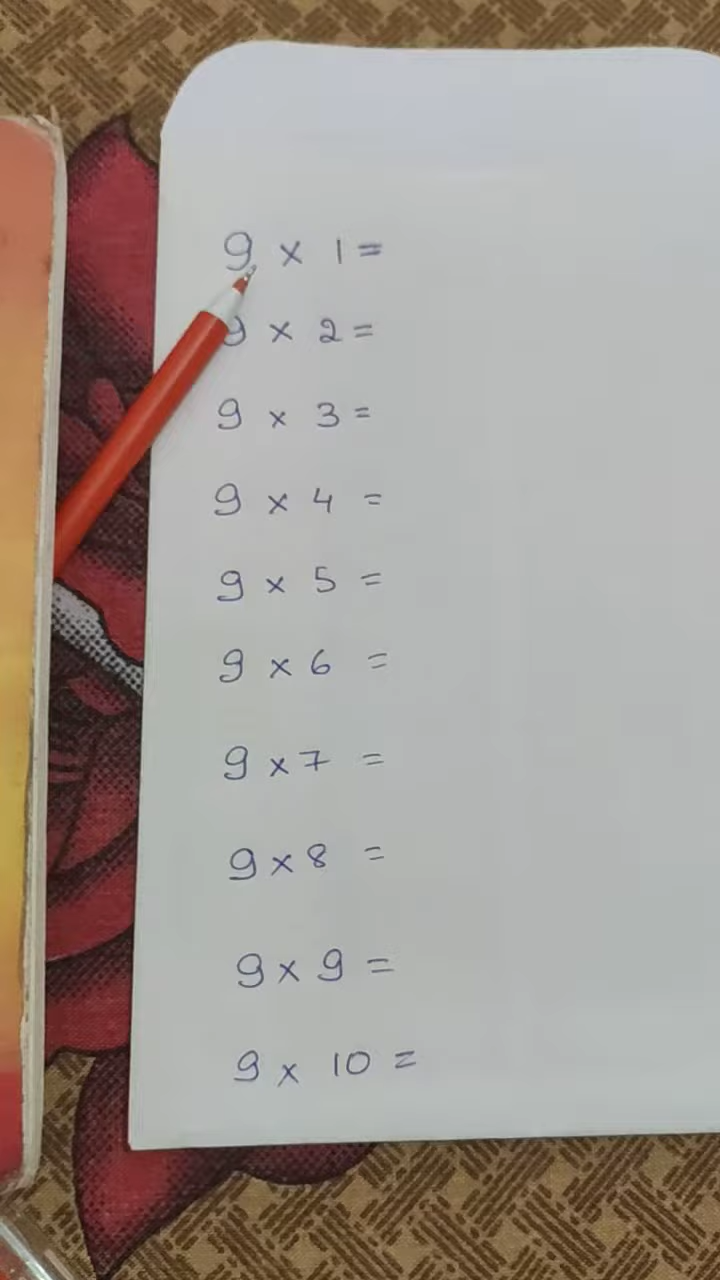 9 × 1 =
9 × 2 =
9 × 3 =
9 × 4 =
9 × 5 =
9 × 6 =
9 × 7 =
9 × 8 =
9 × 9 =
9 × 10 =